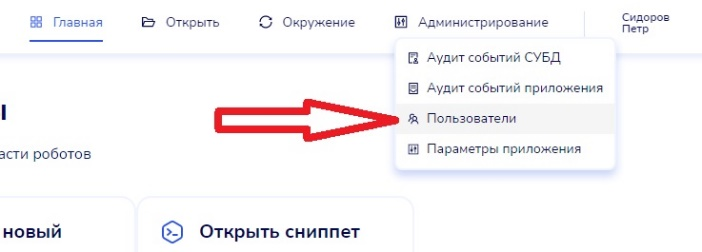 Главная
Открыть
Окружение
Администрирование
Сидоров
Петр
Аудит событий СУБД
Аудит событий приложения
Пользователи
Параметры приложения
ы
асти роботов
новый
Открыть сниппет